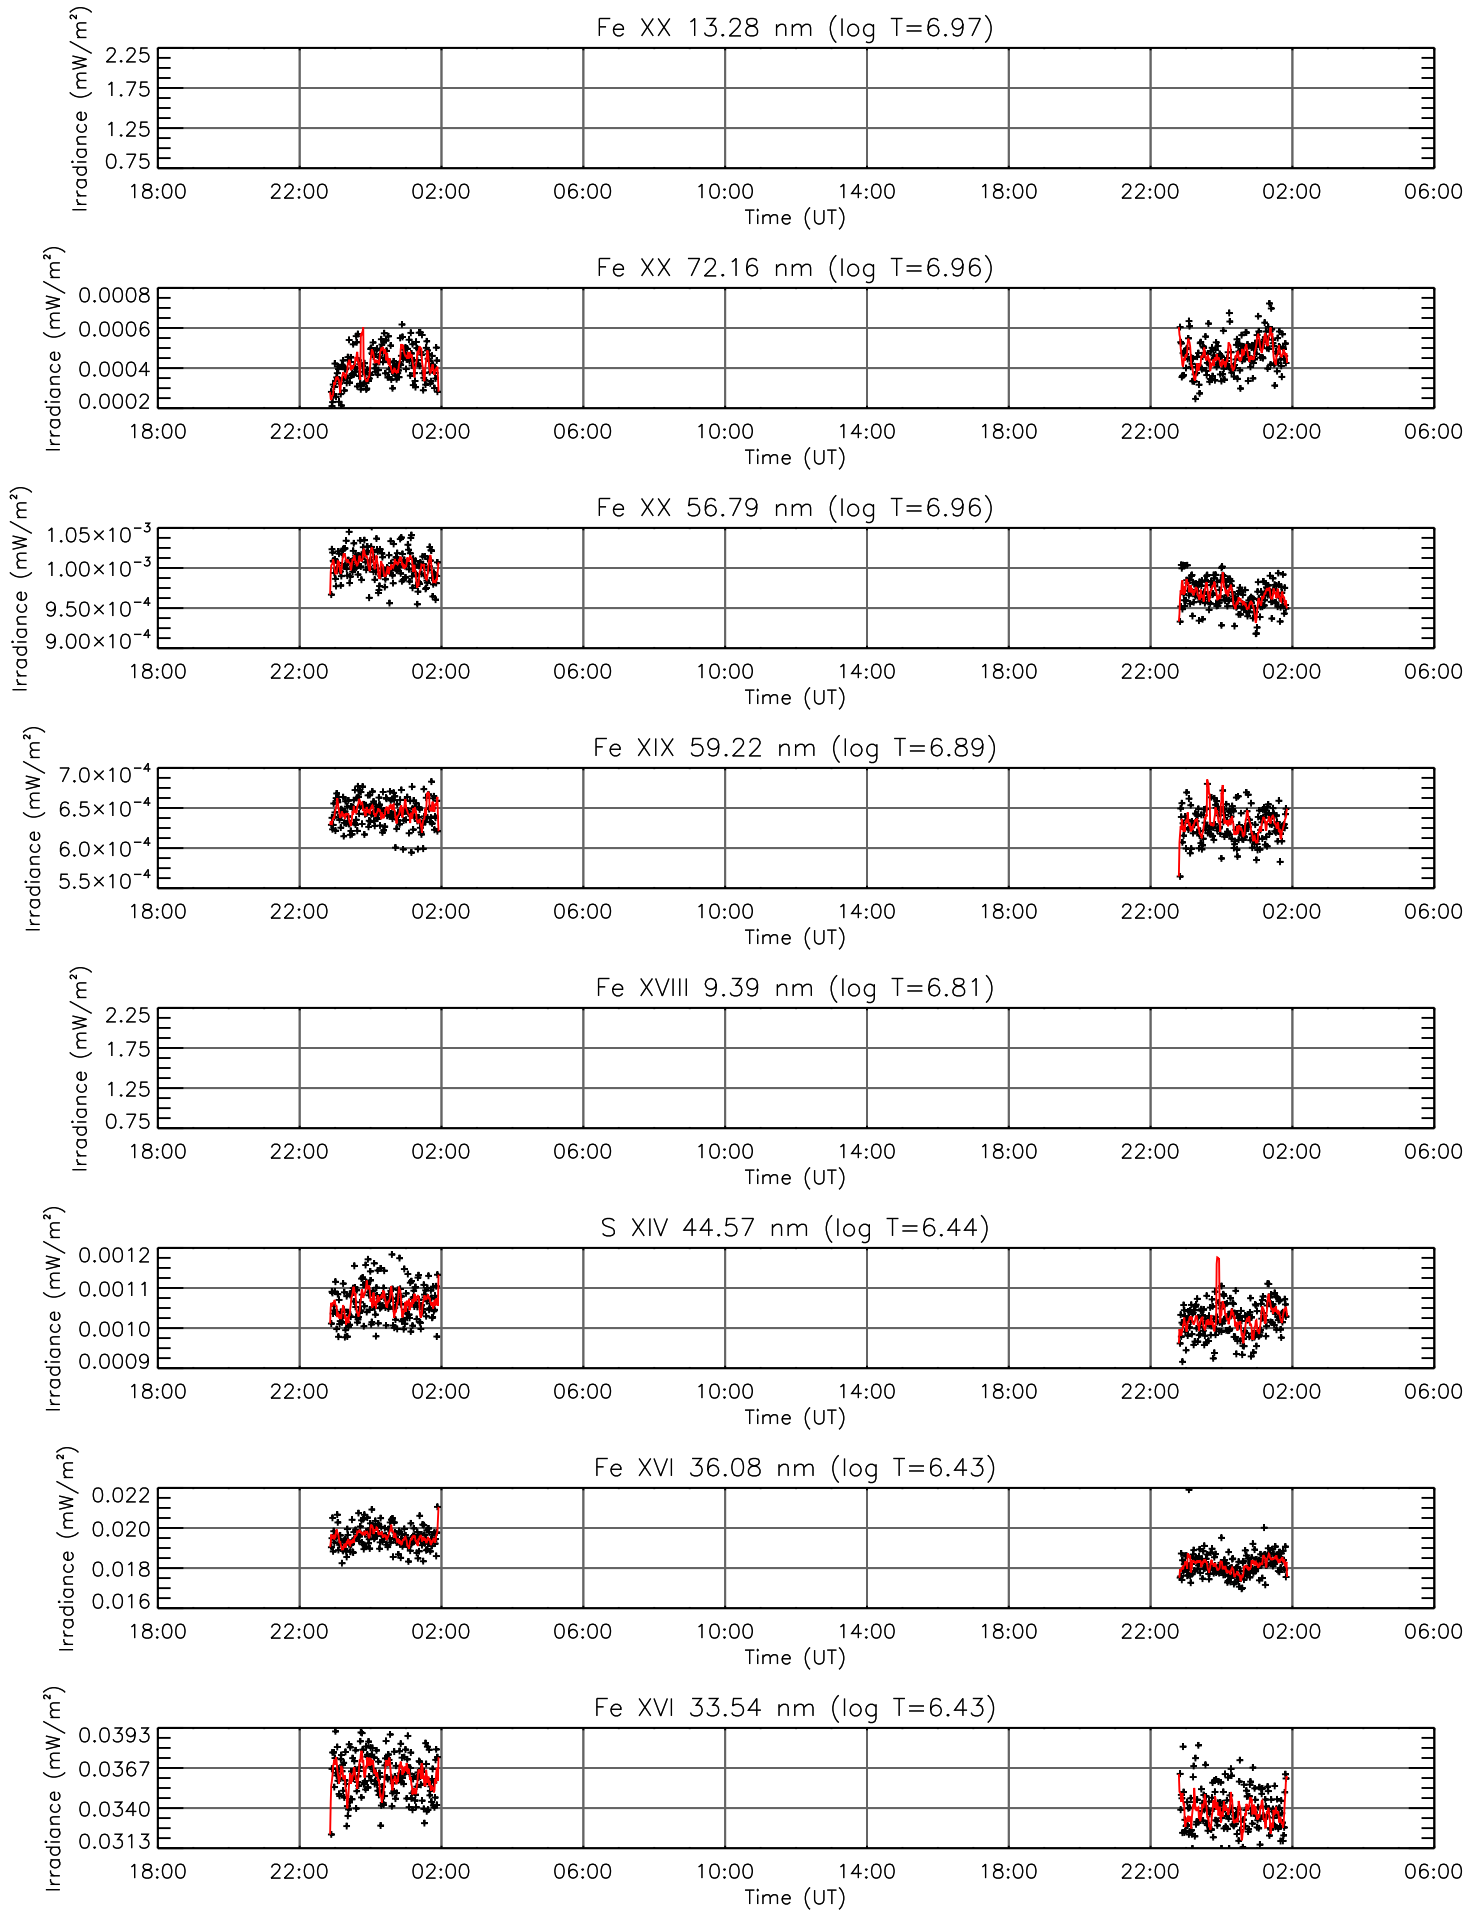 Fe XX 13.28 nm (log T=6.97)
Irradiance (mW/m²)
2.25
1.75
1.25
0.75
18:00 22:00 02:00 06:00 10:00 14:00 18:00 22:00 02:00 06:00
Time (UT)
Fe XX 72.16 nm (log T=6.96)
Irradiance (mW/m²)
0.0008
0.0006
0.0004
0.0002
18:00 22:00 02:00 06:00 10:00 14:00 18:00 22:00 02:00 06:00
Time (UT)
Fe XX 56.79 nm (log T=6.96)
Irradiance (mW/m²)
1.05×10⁻³
1.00×10⁻³
9.50×10⁻⁴
9.00×10⁻⁴
18:00 22:00 02:00 06:00 10:00 14:00 18:00 22:00 02:00 06:00
Time (UT)
Fe XIX 59.22 nm (log T=6.89)
Irradiance (mW/m²)
7.0×10⁻⁴
6.5×10⁻⁴
6.0×10⁻⁴
5.5×10⁻⁴
18:00 22:00 02:00 06:00 10:00 14:00 18:00 22:00 02:00 06:00
Time (UT)
Fe XVIII 9.39 nm (log T=6.81)
Irradiance (mW/m²)
2.25
1.75
1.25
0.75
18:00 22:00 02:00 06:00 10:00 14:00 18:00 22:00 02:00 06:00
Time (UT)
S XIV 44.57 nm (log T=6.44)
Irradiance (mW/m²)
0.0012
0.0011
0.0010
0.0009
18:00 22:00 02:00 06:00 10:00 14:00 18:00 22:00 02:00 06:00
Time (UT)
Fe XVI 36.08 nm (log T=6.43)
Irradiance (mW/m²)
0.022
0.020
0.018
0.016
18:00 22:00 02:00 06:00 10:00 14:00 18:00 22:00 02:00 06:00
Time (UT)
Fe XVI 33.54 nm (log T=6.43)
Irradiance (mW/m²)
0.0393
0.0367
0.0340
0.0313
18:00 22:00 02:00 06:00 10:00 14:00 18:00 22:00 02:00 06:00
Time (UT)